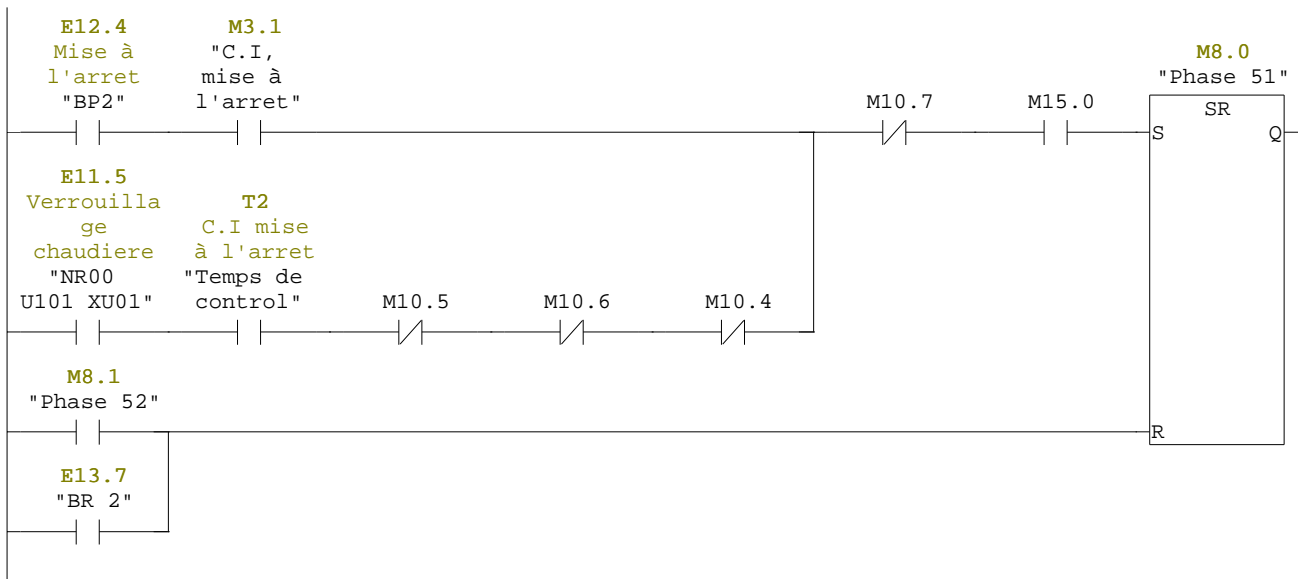 E12.4
Mise à
l'arret
"BP2"
M3.1
"C.I,
mise à
l'arret"
M10.7
M15.0
M8.0
"Phase 51"
SR
S
Q
E11.5
Verrouilla
ge
chaudiere
"NR00
U101 XU01"
T2
C.I mise
à l'arret
"Temps de
control"
M10.5
M10.6
M10.4
M8.1
"Phase 52"
R
E13.7
"BR 2"